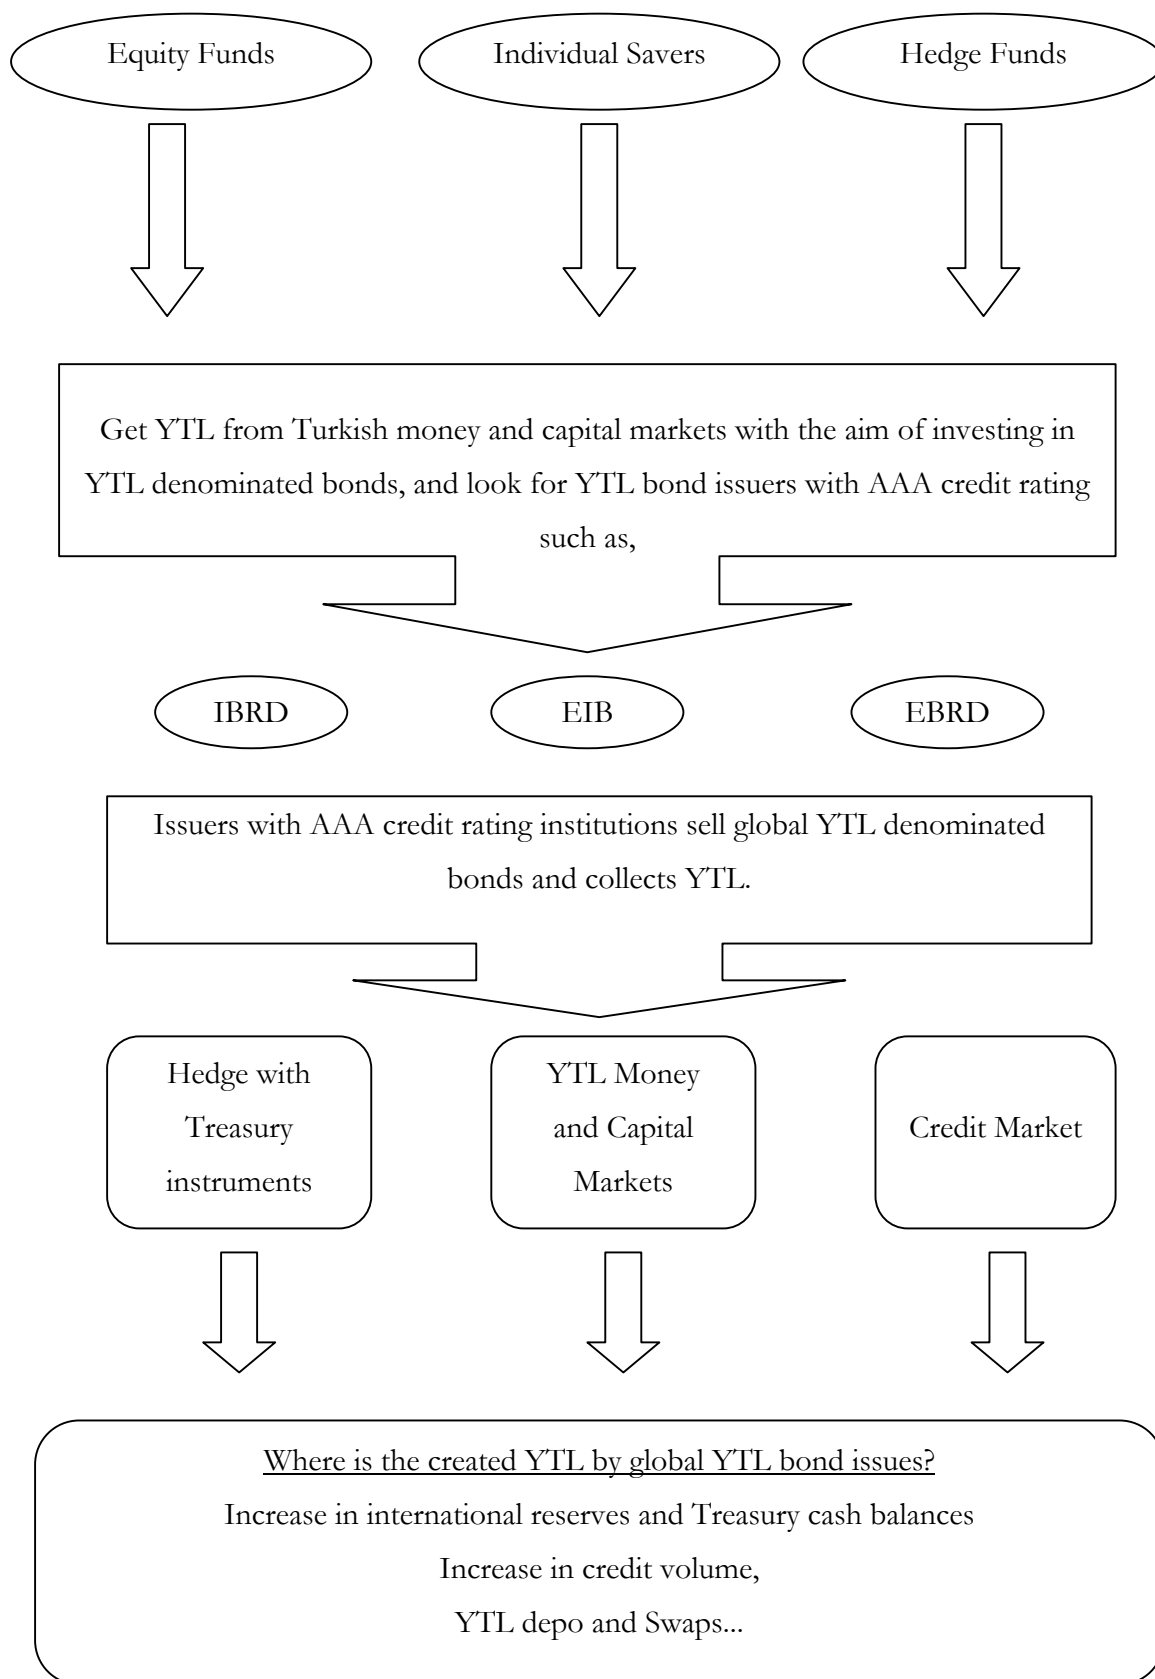 Equity Funds
Individual Savers
Hedge Funds
Get YTL from Turkish money and capital markets with the aim of investing in
YTL denominated bonds, and look for YTL bond issuers with AAA credit rating
such as,
IBRD
EIB
EBRD
Issuers with AAA credit rating institutions sell global YTL denominated
bonds and collects YTL.
Hedge with
Treasury
instruments
YTL Money
and Capital
Markets
Credit Market
Where is the created YTL by global YTL bond issues?
Increase in international reserves and Treasury cash balances
Increase in credit volume,
YTL depo and Swaps...